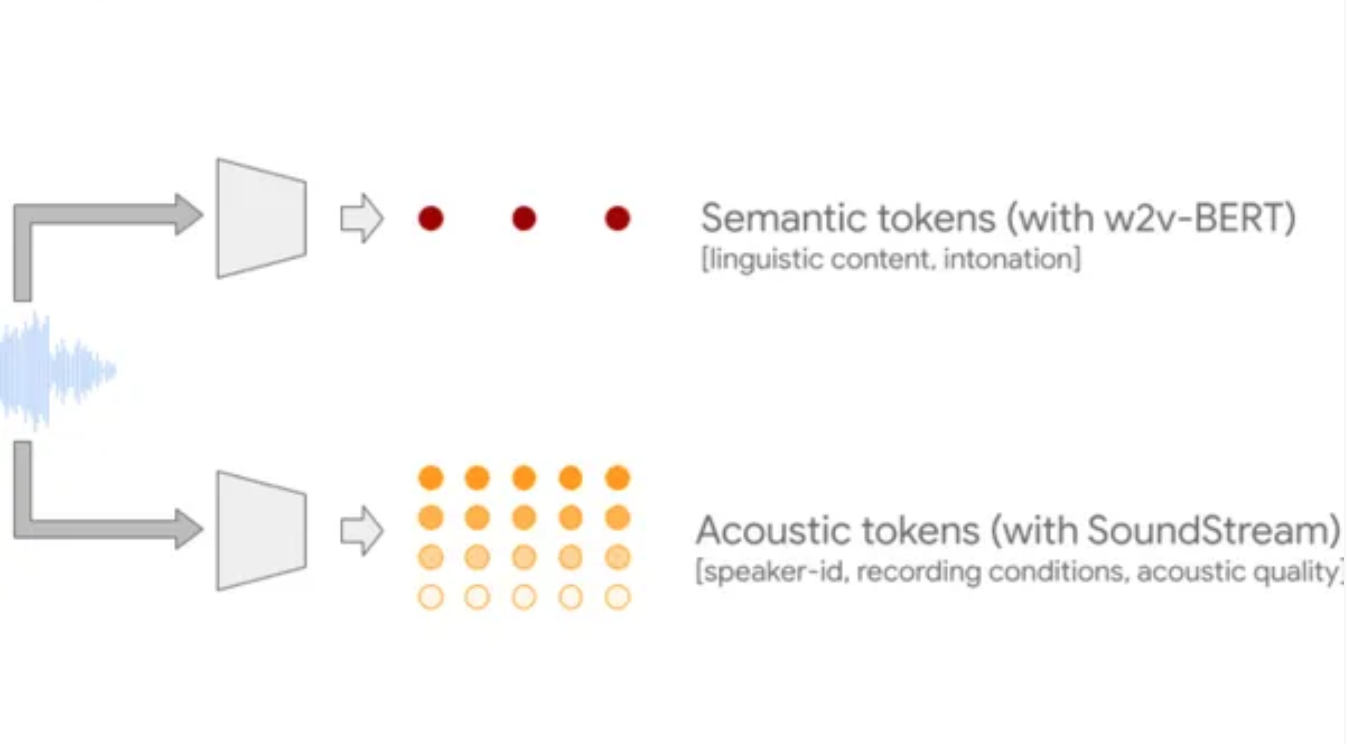 Semantic tokens (with w2v-BERT)
[linguistic content, intonation]
Acoustic tokens (with SoundStream)
[speaker-id, recording conditions, acoustic quality]